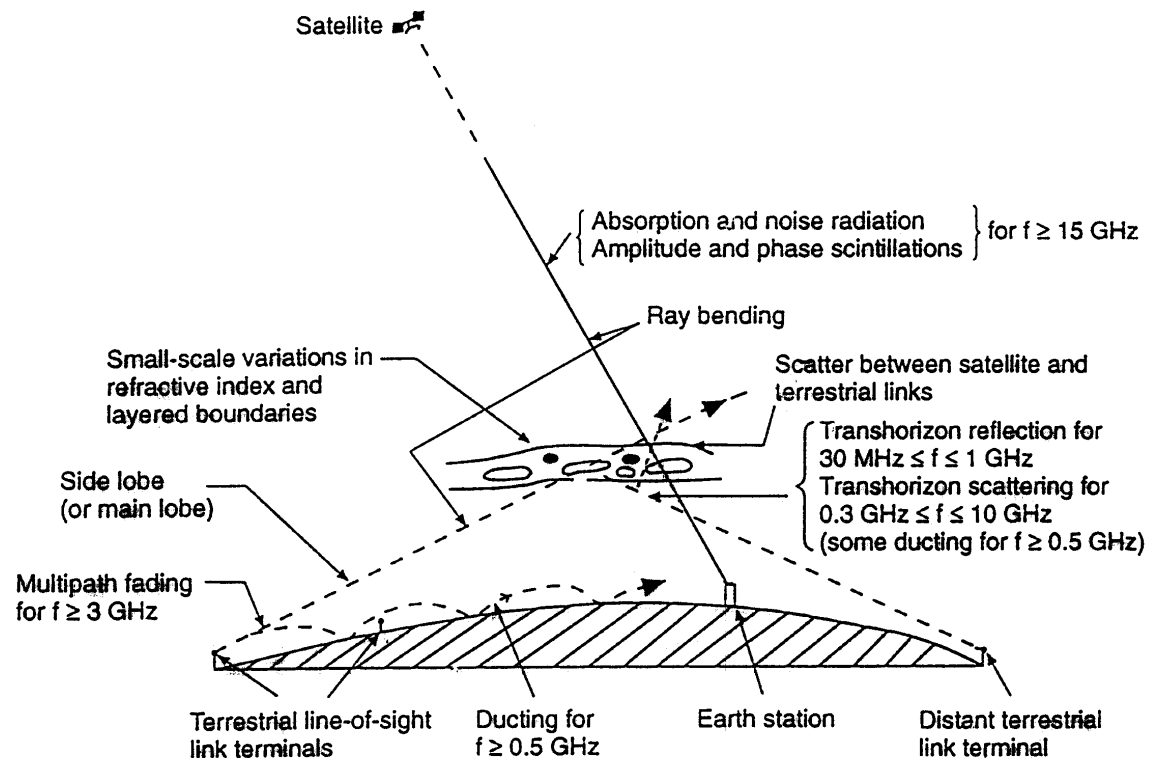 Satellite
Absorption and noise radiation
Amplitude and phase scintillations
for f ≥ 15 GHz
Ray bending
Small-scale variations in
refractive index and
layered boundaries
Scatter between satellite and
terrestrial links
Transhorizon reflection for
30 MHz ≤ f ≤ 1 GHz
Transhorizon scattering for
0.3 GHz ≤ f ≤ 10 GHz
(some ducting for f ≥ 0.5 GHz)
Side lobe
(or main lobe)
Multipath fading
for f ≥ 3 GHz
Terrestrial line-of-sight
link terminals
Ducting for
f ≥ 0.5 GHz
Earth station
Distant terrestrial
link terminal